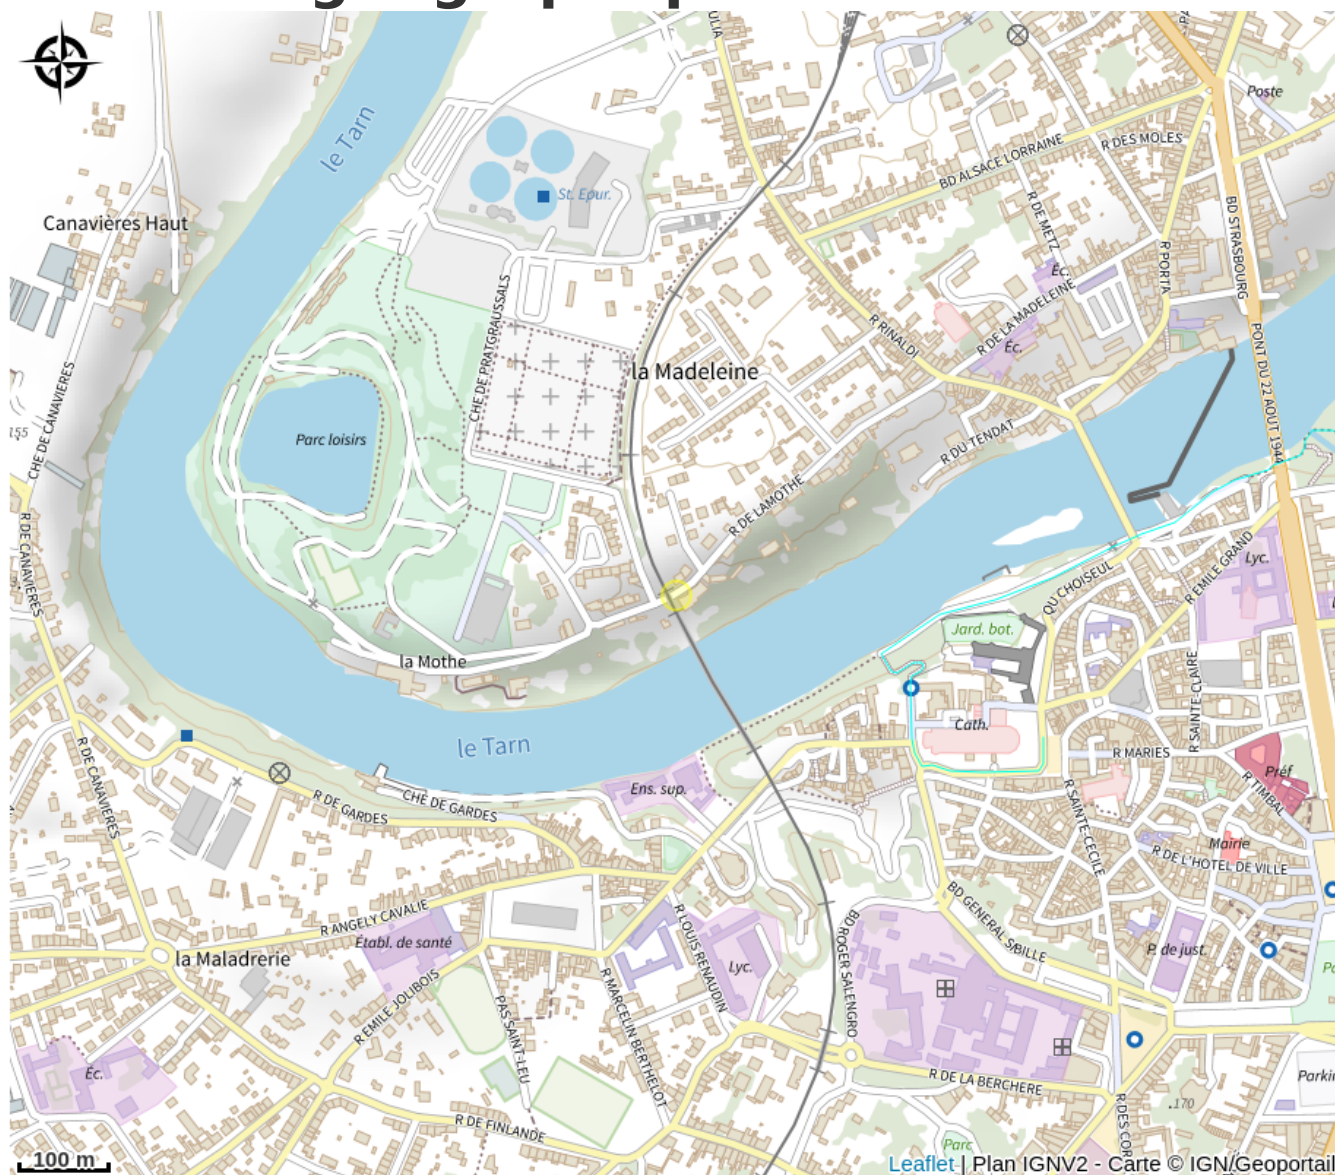 le Tarn
Canavières Haut
St. Epur.
Poste
R DES MOLES
BD ALSACE LORRAINE
R DE METZ
BD STRASBOURG
R PORTA
Éc.
R DE LA MADELEINE
Éc.
R RINALDI
CHE DE PRATGRAUSSALS
la Madeleine
PONT DU 22 AOUT 1944
CHE DE CANAVIERES
155
Parc loisirs
R DU TENDAT
R DE LAMOTHE
R DE CANAVIERES
Lyc.
R EMILE GRAND
QU CHOISEUL
Jard. bot.
la Mothe
R SAINTE-CLAIRE
Cath.
le Tarn
R MARIES
R DE CANAVIERES
Préf.
Ens. sup.
R TIMBAL
R DE GARDES
CHE DE GARDES
R SAINTE-CECILE
Mairie
R DE L'HOTEL DE VILLE
R ANGELY CAVALIE
BD GENERAL SIBILLE
Établ. de santé
R LOUIS RENAUDIN
BD ROGER SALENGRO
P. de just.
la Maladrerie
Lyc.
R EMILE JOLIBOIS
PAS SAINT-LEU
R MARCELIN BERTHELOT
Éc.
R DE LA BERCHERE
R DE FINLANDE
.170
R DES COR
Parc
100 m
Leaflet | Plan IGNV2 - Carte © IGN/Geoportail